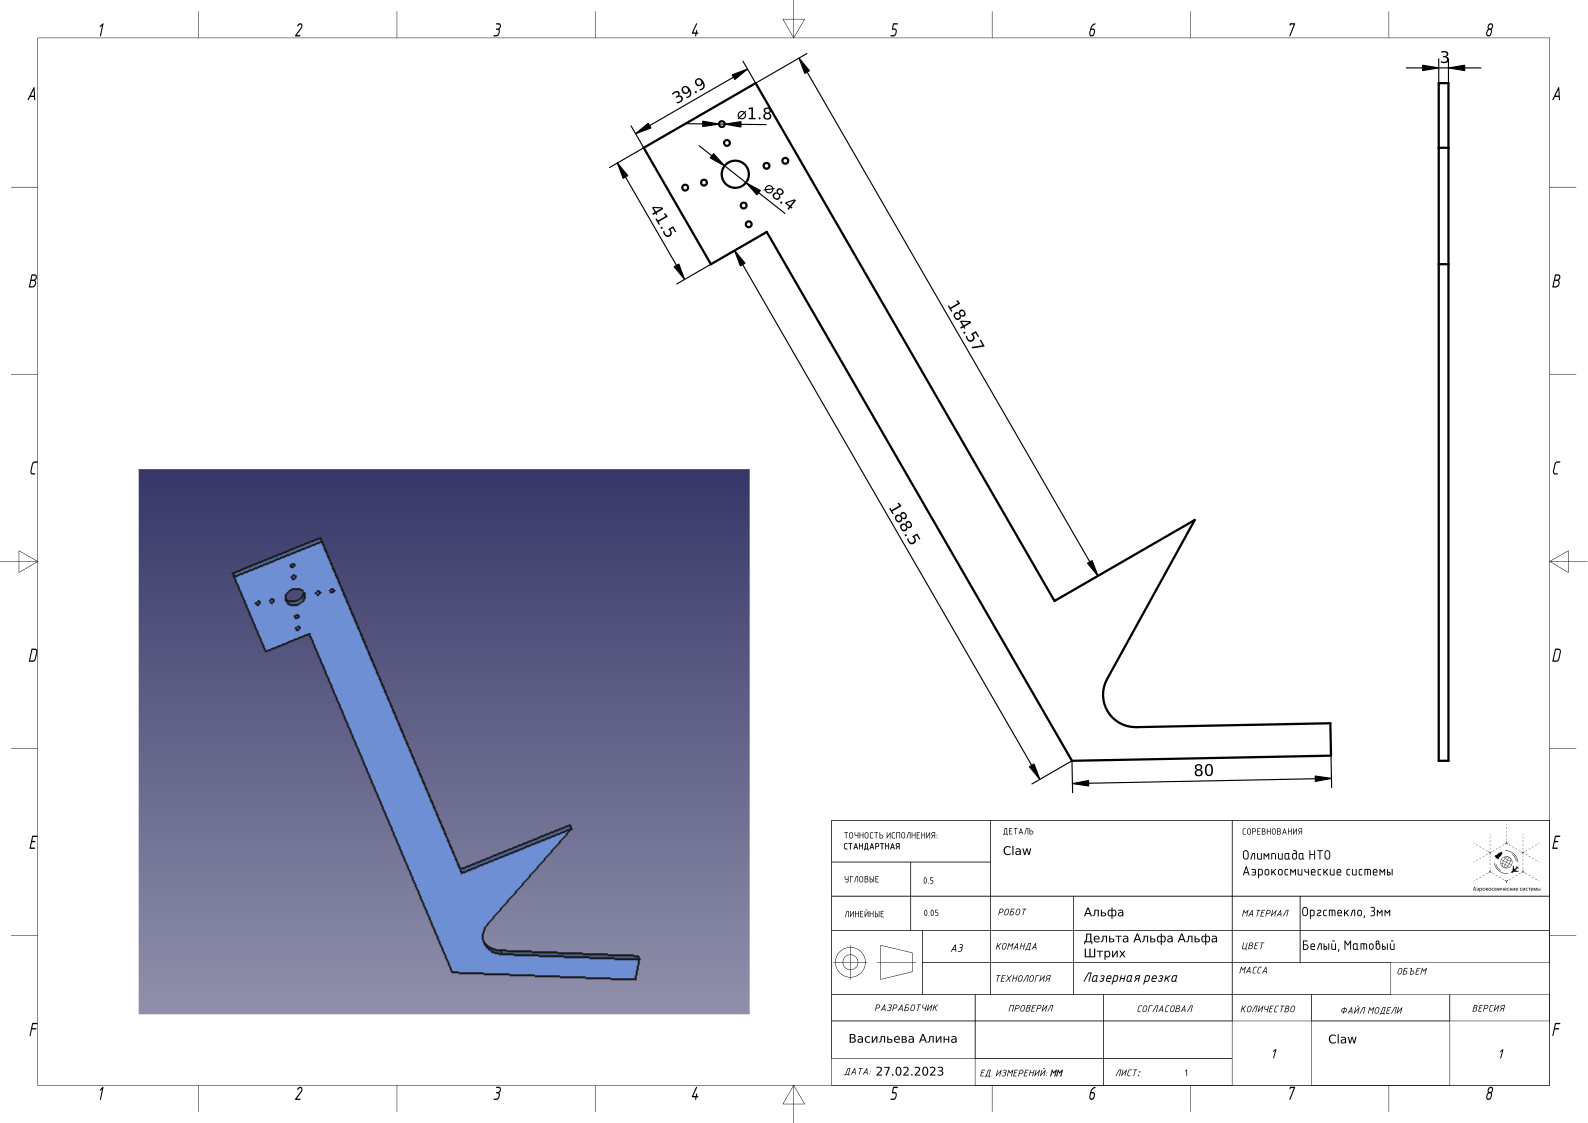 1 2 3 4 5 6 7 8
A A
B B
C C
D D
E E
F F
39.9
⌀1.8
⌀8.4
41.5
184.57
188.5
80
3
ТОЧНОСТЬ ИСПОЛНЕНИЯ:
СТАНДАРТНАЯ
УГЛОВЫЕ 0.5
ЛИНЕЙНЫЕ 0.05
A3
ДЕТАЛЬ
Claw
РОБОТ Альфа
КОМАНДА Дельта Альфа Альфа
Штрих
ТЕХНОЛОГИЯ Лазерная резка
СОРЕВНОВАНИЯ
Олимпиада НТО
Аэрокосмические системы
Аэрокосмические системы
МАТЕРИАЛ Оргстекло, 3мм
ЦВЕТ Белый, Матовый
МАССА ОБЪЕМ
РАЗРАБОТЧИК ПРОВЕРИЛ СОГЛАСОВАЛ КОЛИЧЕСТВО ФАЙЛ МОДЕЛИ ВЕРСИЯ
Васильева Алина 1 Claw 1
ДАТА: 27.02.2023 ЕД. ИЗМЕРЕНИЙ: ММ ЛИСТ: 1
1 2 3 4 5 6 7 8